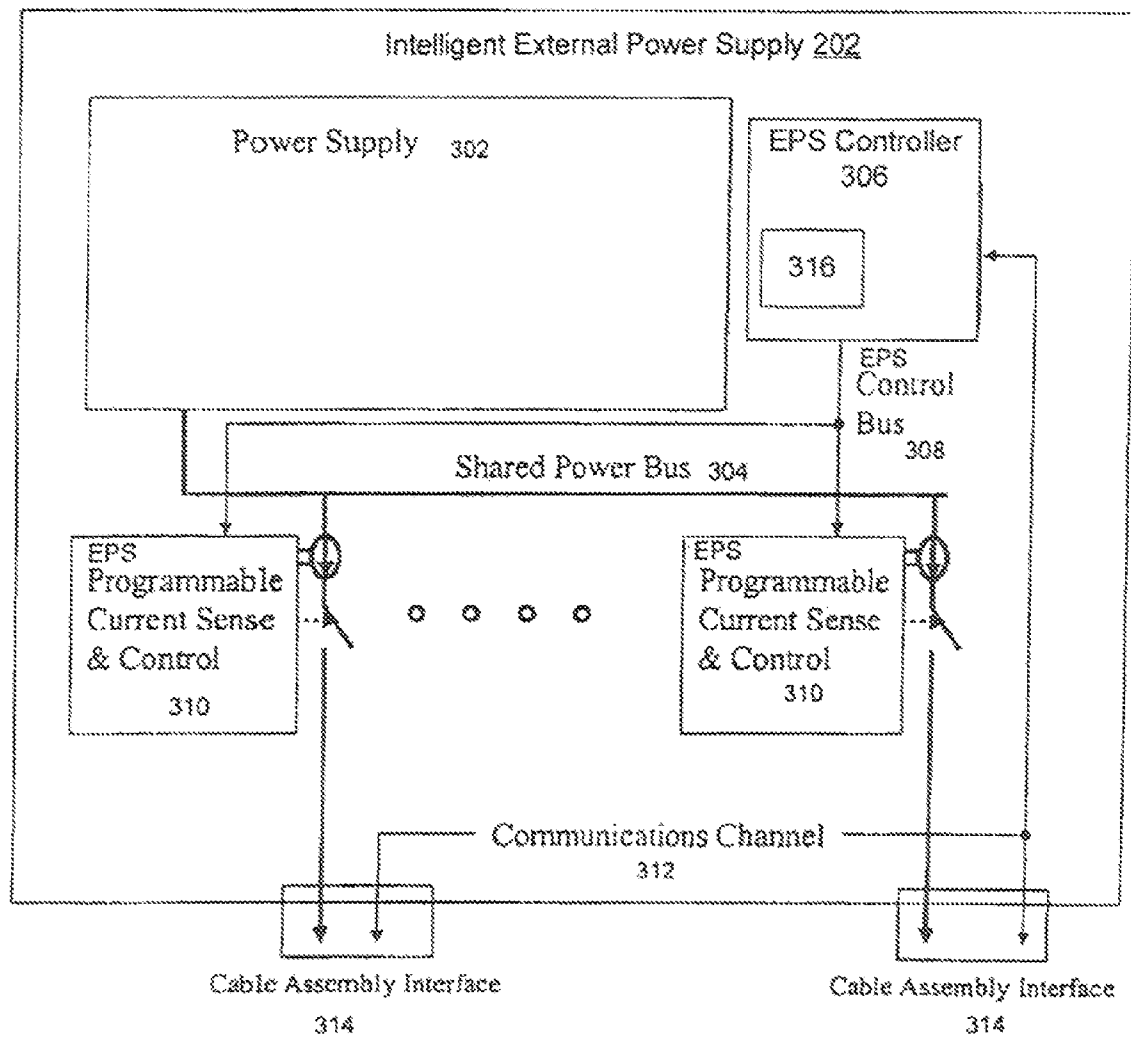 Intelligent External Power Supply 202
Power Supply 302
EPS Controller
306
316
EPS
Control
Bus
308
Shared Power Bus 304
EPS
Programmable
Current Sense
& Control
310
EPS
Programmable
Current Sense
& Control
310
Communications Channel
312
Cable Assembly Interface
314
Cable Assembly Interface
314